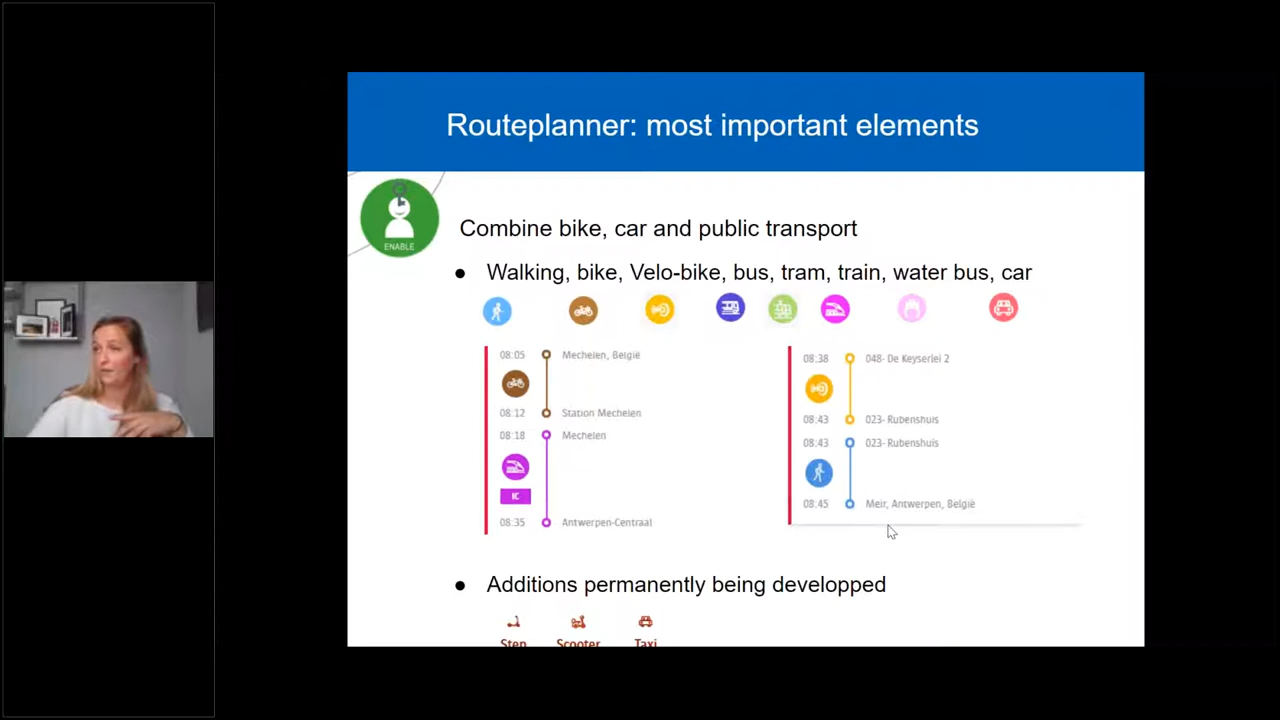 Routeplanner: most important elements
ENABLE
Combine bike, car and public transport
● Walking, bike, Velo-bike, bus, tram, train, water bus, car
08:05 Mechelen, België
08:12 Station Mechelen
08:18 Mechelen
IC
08:35 Antwerpen-Centraal
08:38 048- De Keyserlei 2
08:43 023- Rubenshuis
08:43 023- Rubenshuis
08:45 Meir, Antwerpen, België
● Additions permanently being developped
Step Scooter Taxi